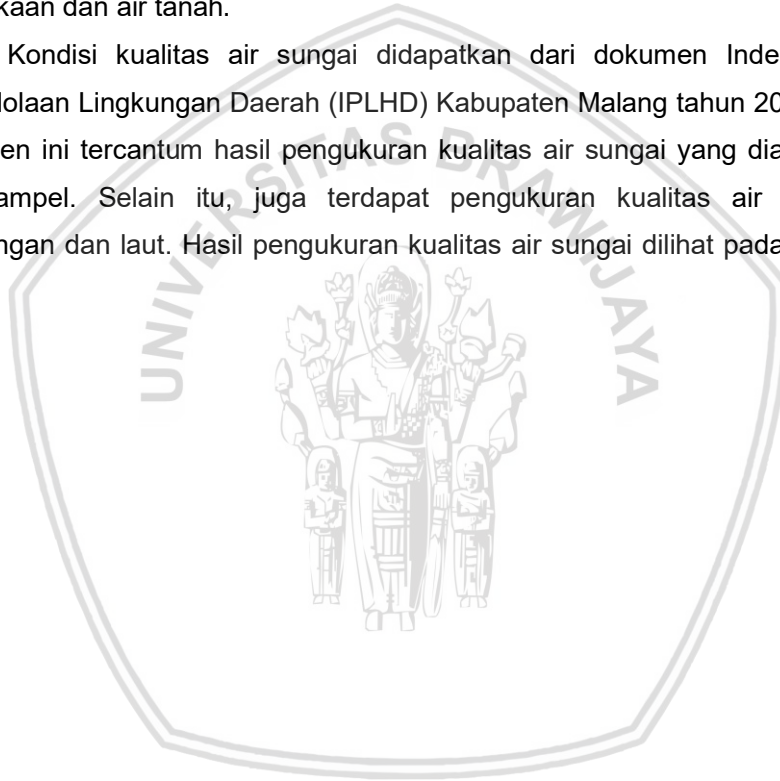 kaan dan air tanah.
Kondisi kualitas air sungai didapatkan dari dokumen Inde
lolaan Lingkungan Daerah (IPLHD) Kabupaten Malang tahun 20
en ini tercantum hasil pengukuran kualitas air sungai yang dia
ampel. Selain itu, juga terdapat pengukuran kualitas air
ngan dan laut. Hasil pengukuran kualitas air sungai dilihat pada
UNIVERSITAS BRAWIJAYA